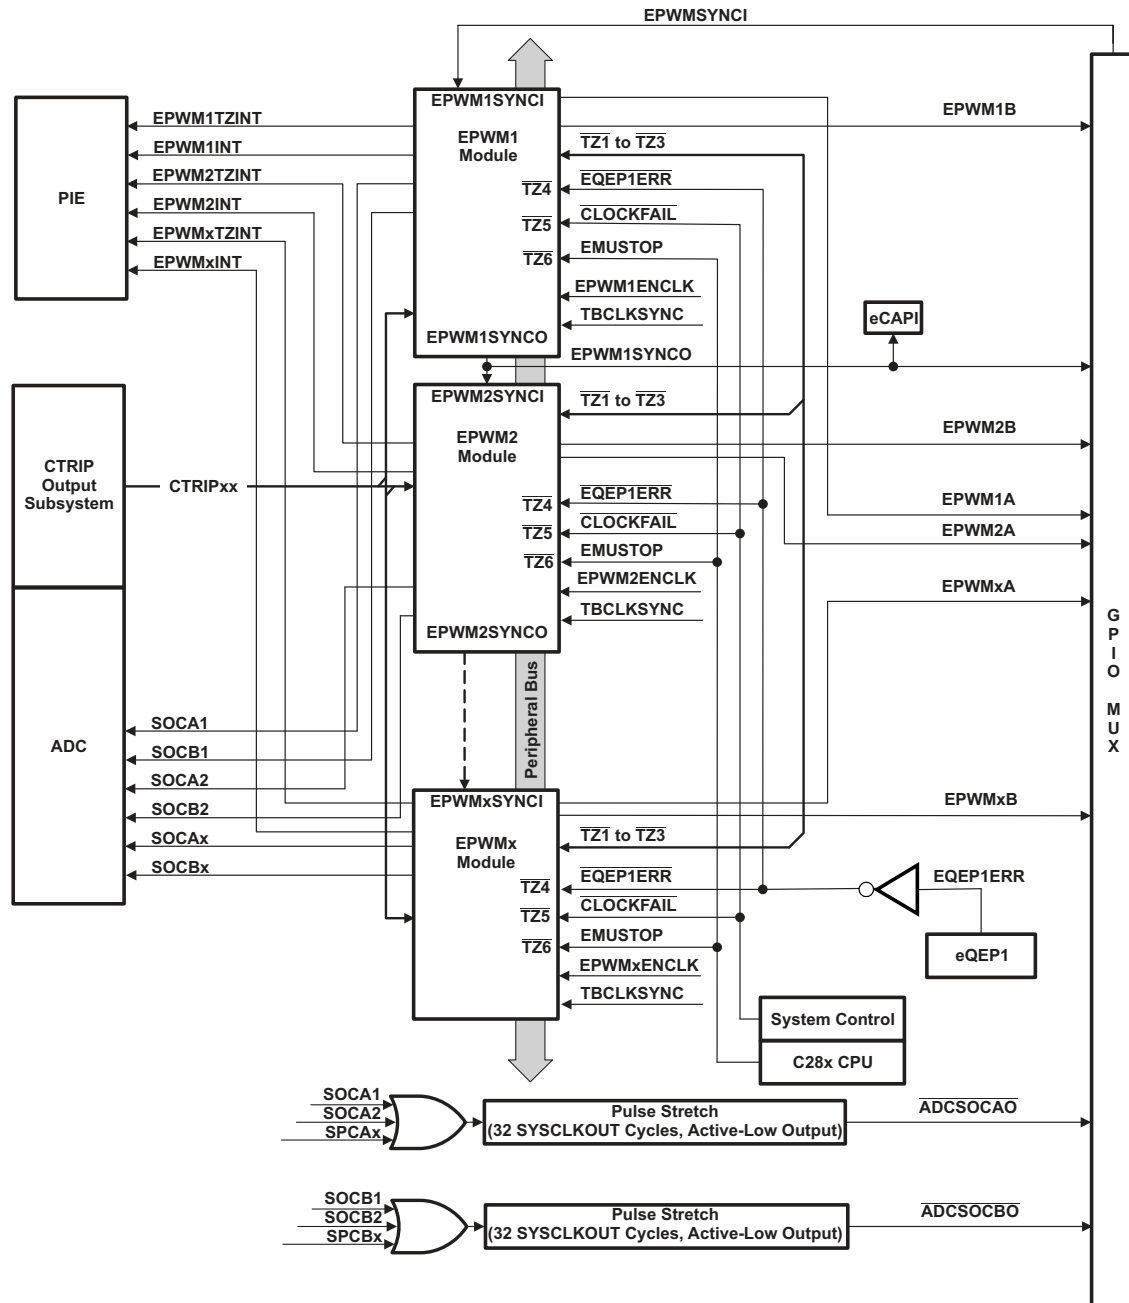 EPWMSYNCI
EPWM1SYNCI
EPWM1TZINT
EPWM1B
EPWM1
Module
TZ1 to TZ3
EPWM1INT
EPWM2TZINT
TZ4
EQEP1ERR
PIE
EPWM2INT
TZ5
CLOCKFAIL
EPWMxTZINT
TZ6
EMUSTOP
EPWMxINT
EPWM1ENCLK
TBCLKSYNC
eCAPI
EPWM1SYNCO
EPWM1SYNCO
EPWM2SYNCI
TZ1 to TZ3
EPWM2B
EPWM2
Module
CTRIP
Output
Subsystem
CTRIPxx
TZ4
EQEP1ERR
EPWM1A
TZ5
CLOCKFAIL
EPWM2A
TZ6
EMUSTOP
EPWM2ENCLK
EPWMxA
TBCLKSYNC
EPWM2SYNCO
GPIO MUX
Peripheral Bus
SOCA1
ADC
SOCB1
SOCA2
SOCB2
SOCAx
SOCBx
EPWMxSYNCI
EPWMxB
EPWMx
Module
TZ1 to TZ3
TZ4
EQEP1ERR
EQEP1ERR
TZ5
CLOCKFAIL
TZ6
EMUSTOP
eQEP1
EPWMxENCLK
TBCLKSYNC
System Control
C28x CPU
SOCA1
SOCA2
SPCAx
Pulse Stretch
(32 SYSCLKOUT Cycles, Active-Low Output)
ADCSOCAO
SOCB1
SOCB2
SPCBx
Pulse Stretch
(32 SYSCLKOUT Cycles, Active-Low Output)
ADCSOCBO